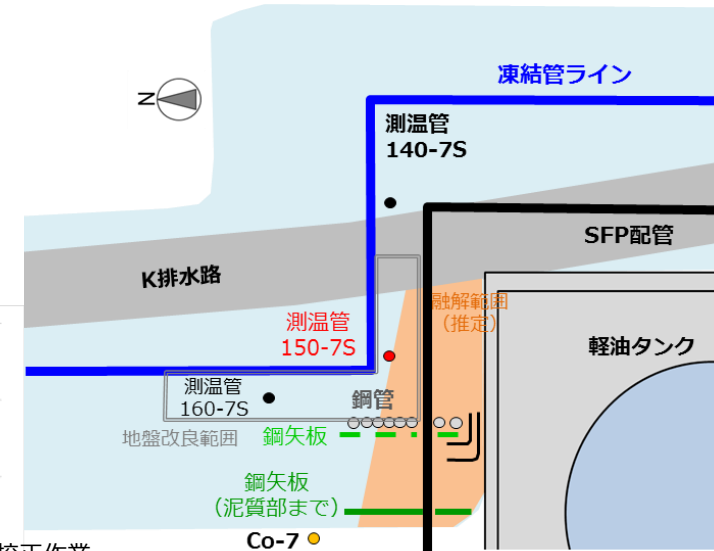 凍結管ライン
N
測温管
140-7S
SFP配管
K排水路
融解範囲
(推定)
測温管
150-7S
軽油タンク
測温管
160-7S
鋼管
地盤改良範囲
鋼矢板
鋼矢板
(泥質部まで)
Co-7